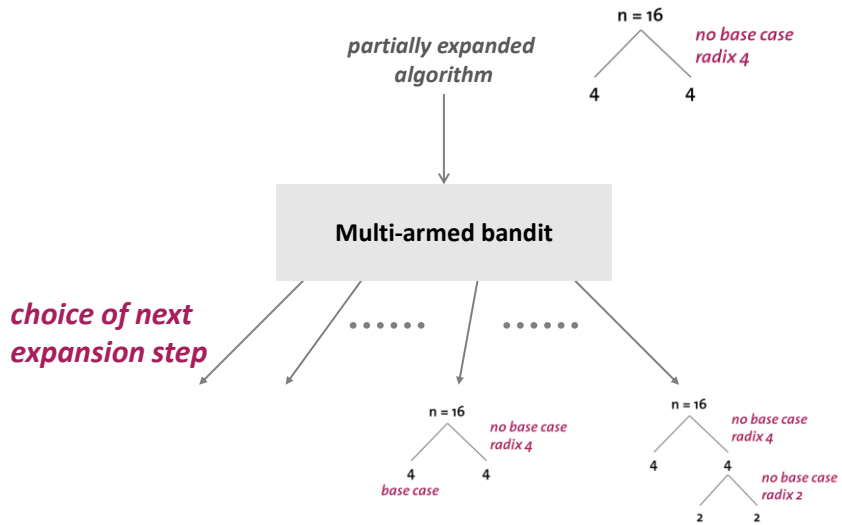 n = 16
no base case
radix 4
4 4
partially expanded
algorithm
Multi-armed bandit
choice of next
expansion step
n = 16
no base case
radix 4
4 4
base case
n = 16
no base case
radix 4
4 4
no base case
radix 2
2 2